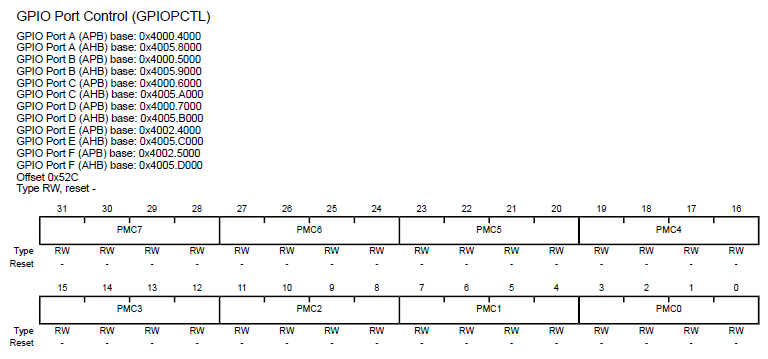 GPIO Port Control (GPIOPCTL)
GPIO Port A (APB) base: 0x4000.4000
GPIO Port A (AHB) base: 0x4005.8000
GPIO Port B (APB) base: 0x4000.5000
GPIO Port B (AHB) base: 0x4005.9000
GPIO Port C (APB) base: 0x4000.6000
GPIO Port C (AHB) base: 0x4005.A000
GPIO Port D (APB) base: 0x4000.7000
GPIO Port D (AHB) base: 0x4005.B000
GPIO Port E (APB) base: 0x4002.4000
GPIO Port E (AHB) base: 0x4005.C000
GPIO Port F (APB) base: 0x4002.5000
GPIO Port F (AHB) base: 0x4005.D000
Offset 0x52C
Type RW, reset -
31 30 29 28 27 26 25 24 23 22 21 20 19 18 17 16
PMC7 PMC6 PMC5 PMC4
Type RW RW RW RW RW RW RW RW RW RW RW RW RW RW RW RW
Reset - - - - - - - - - - - - - - - -
15 14 13 12 11 10 9 8 7 6 5 4 3 2 1 0
PMC3 PMC2 PMC1 PMC0
Type RW RW RW RW RW RW RW RW RW RW RW RW RW RW RW RW
Reset - - - - - - - - - - - - - - - -